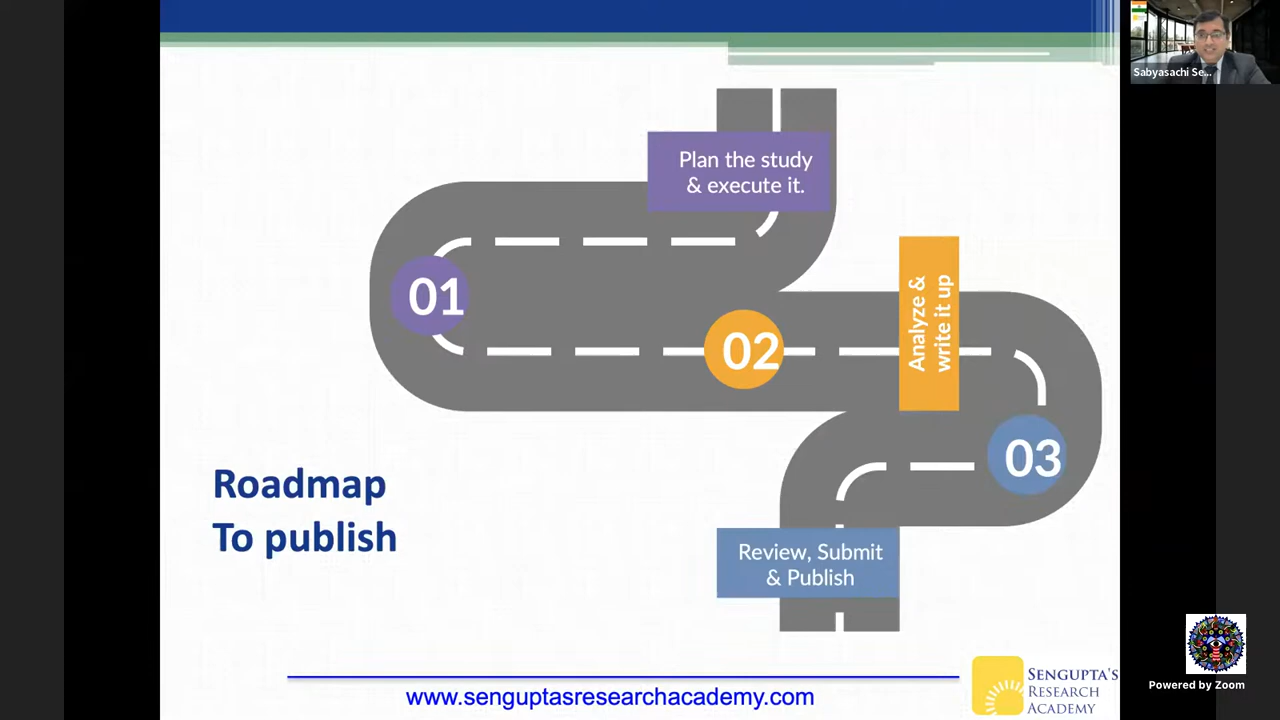 Sabyasachi Se...
Plan the study
& execute it.
01
02
Analyze &
write it up
03
Roadmap
To publish
Review, Submit
& Publish
www.senguptasresearchacademy.com
SENGUPTA'S
RESEARCH
ACADEMY
Powered by Zoom